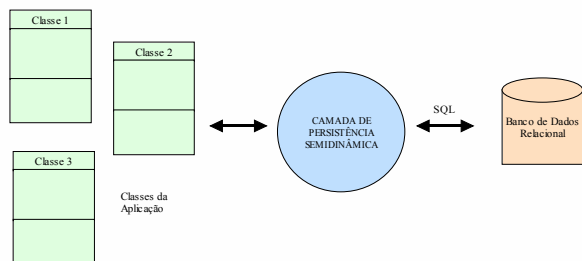 Classe 1
Classe 2
Classe 3
Classes da
Aplicação
CAMADA DE
PERSISTÊNCIA
SEMIDINÂMICA
SQL
Banco de Dados
Relacional